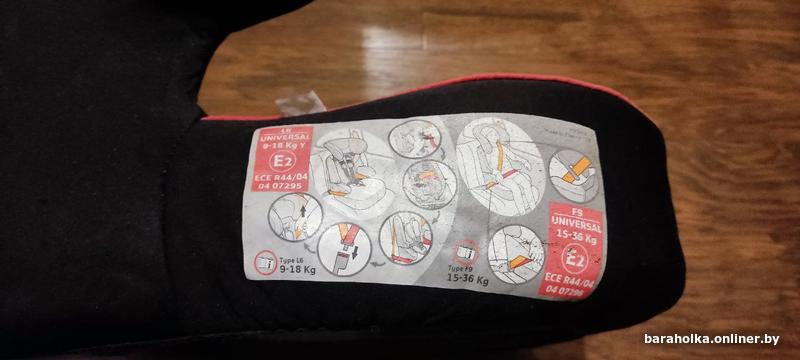 L6
UNIVERSAL
9-18 Kg Y
E2
ECE R44/04
04 07295
Type L6
9-18 Kg
Type F9
15-36 Kg
F9
UNIVERSAL
15-36 Kg
E2
ECE R44/04
04 07296
baraholka.onliner.by